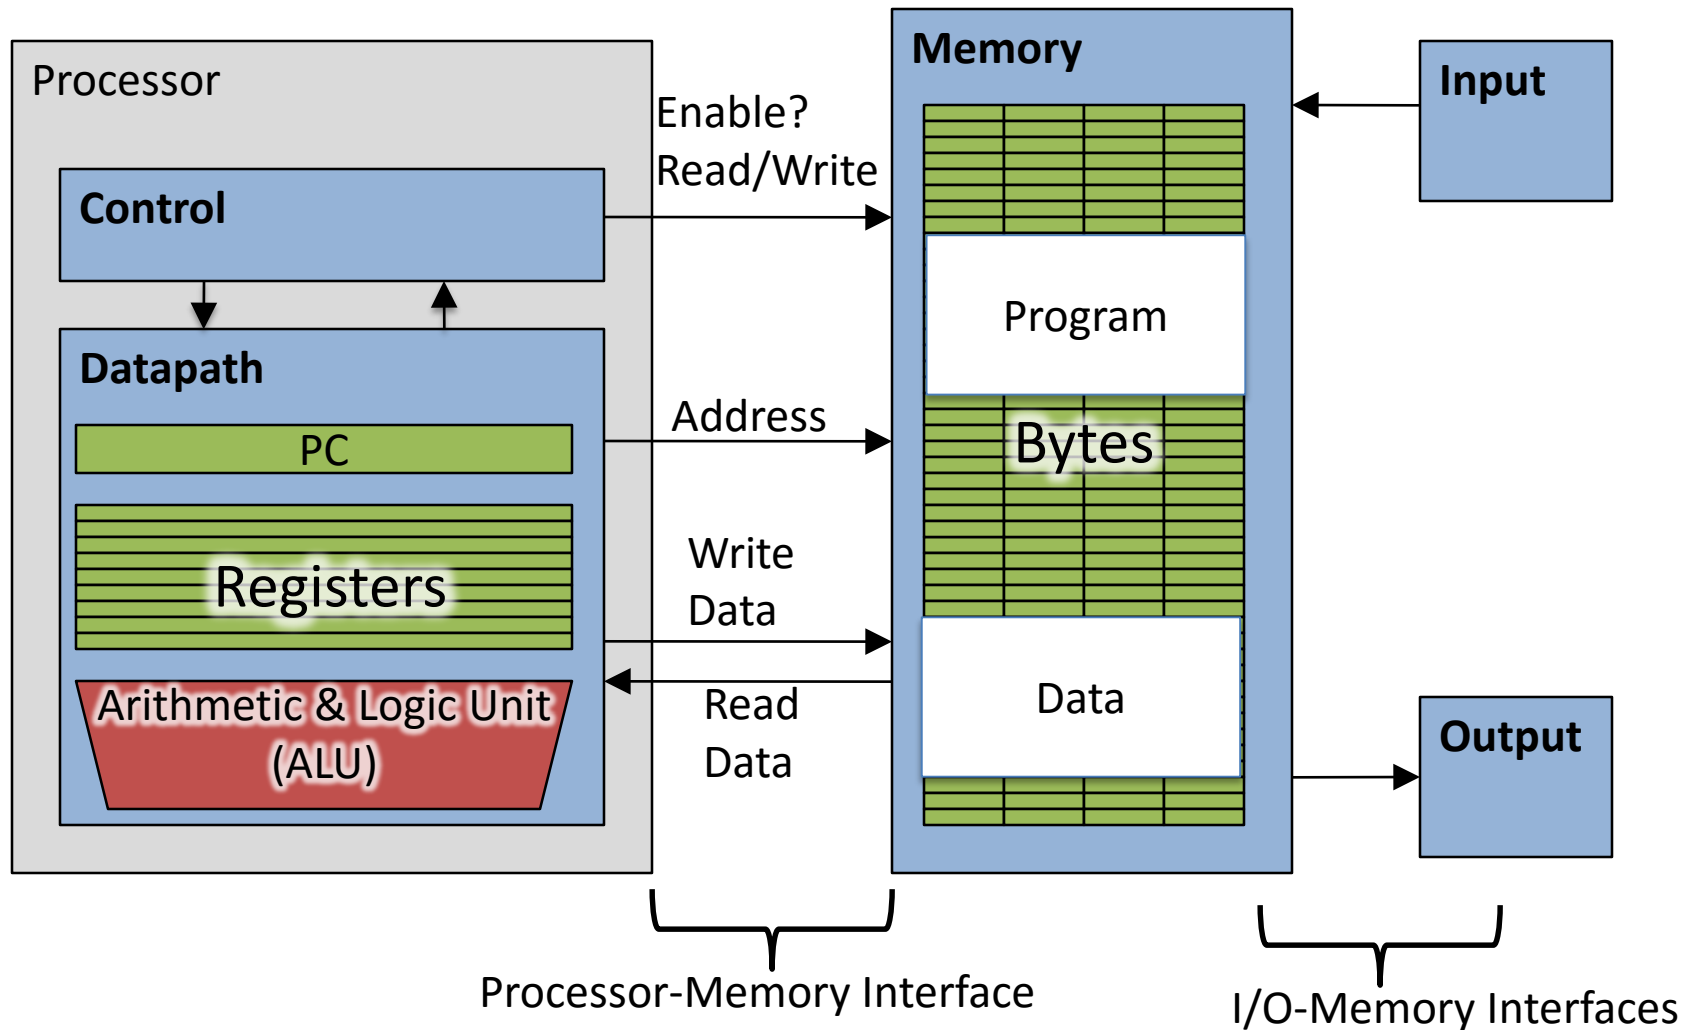 Processor
Control
Datapath
PC
Registers
Arithmetic & Logic Unit
(ALU)
Enable?
Read/Write
Address
Write
Data
Read
Data
Memory
Program
Bytes
Data
Input
Output
Processor-Memory Interface
I/O-Memory Interfaces